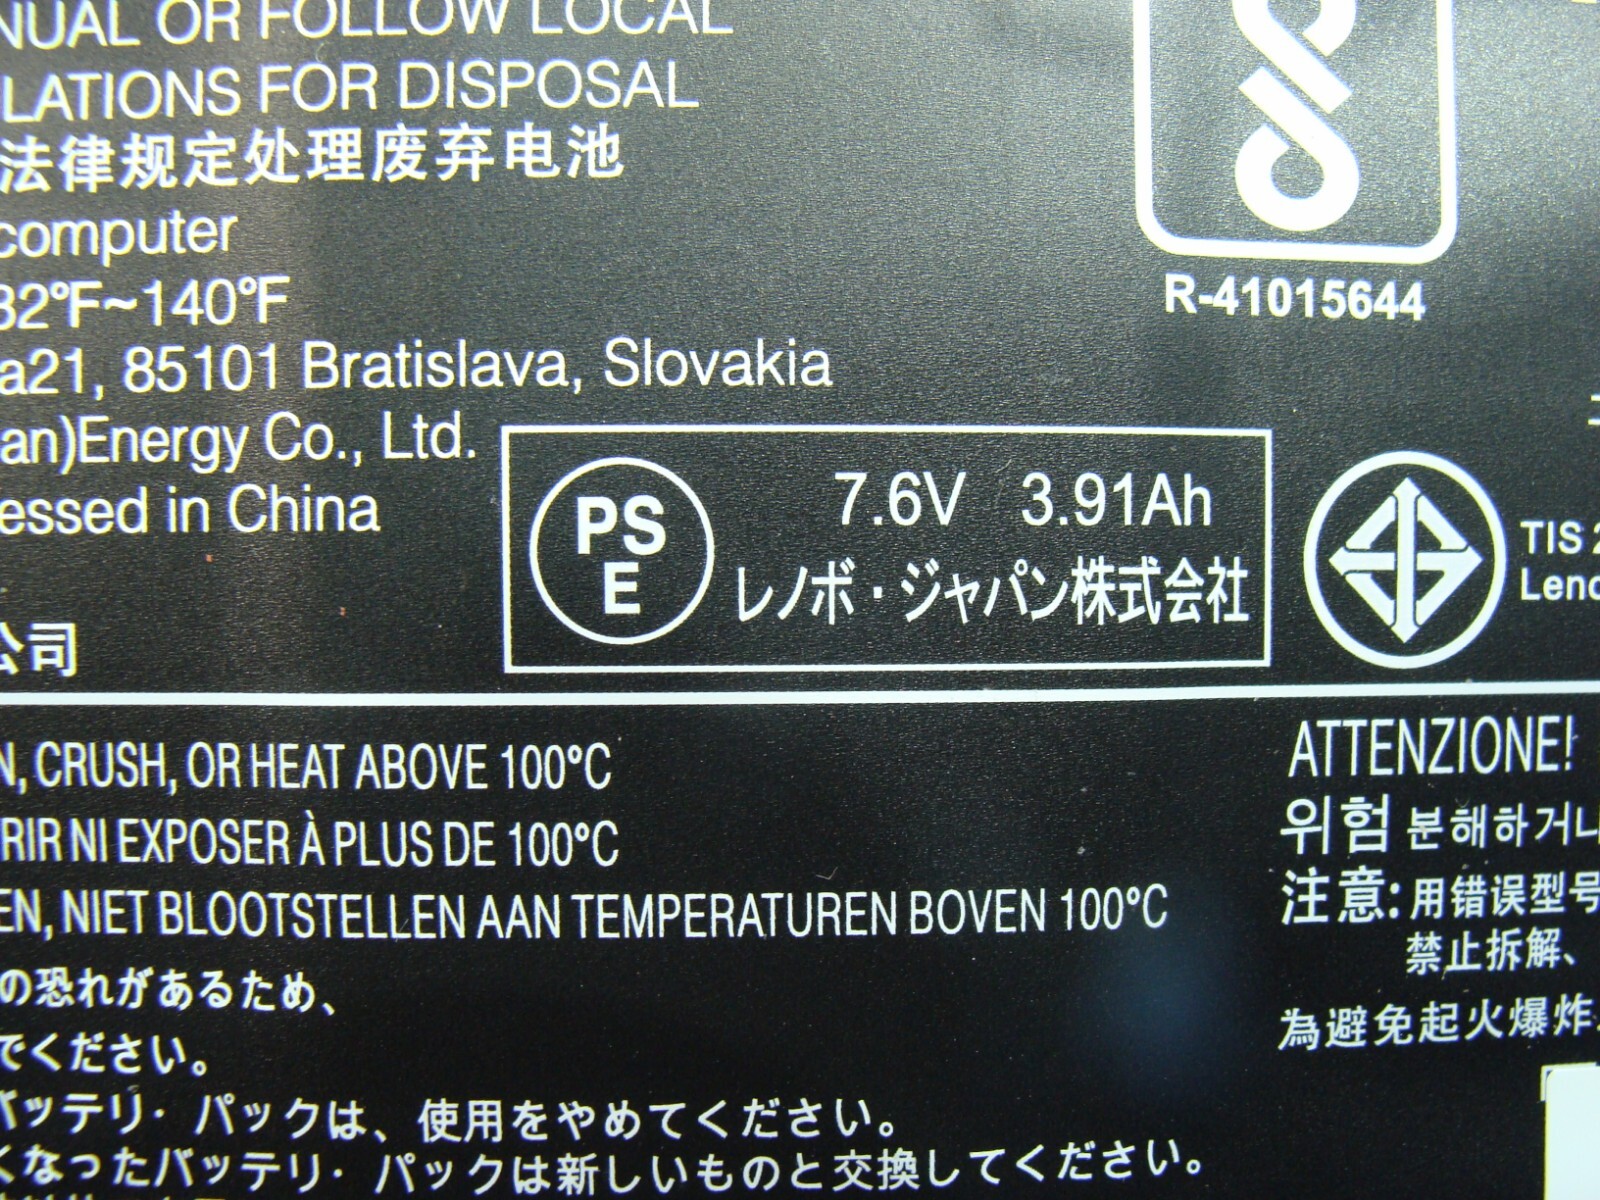 NUAL OR FOLLOW LOCAL
LATIONS FOR DISPOSAL
法律规定处理废弃电池
computer
32°F~140°F
a21, 85101 Bratislava, Slovakia
an)Energy Co., Ltd.
essed in China
公司
R-41015644
PS
E
7.6V 3.91Ah
レノボ・ジャパン株式会社
TIS 2
Leno
N, CRUSH, OR HEAT ABOVE 100°C
RIR NI EXPOSER À PLUS DE 100°C
EN, NIET BLOOTSTELLEN AAN TEMPERATUREN BOVEN 100°C
の恐れがあるため、
でください。
バッテリ・パックは、使用をやめてください。
くなったバッテリ・パックは新しいものと交換してください。
ATTENZIONE!
위험 분해하거나
注意: 用错误型号
禁止拆解、
為避免起火爆炸